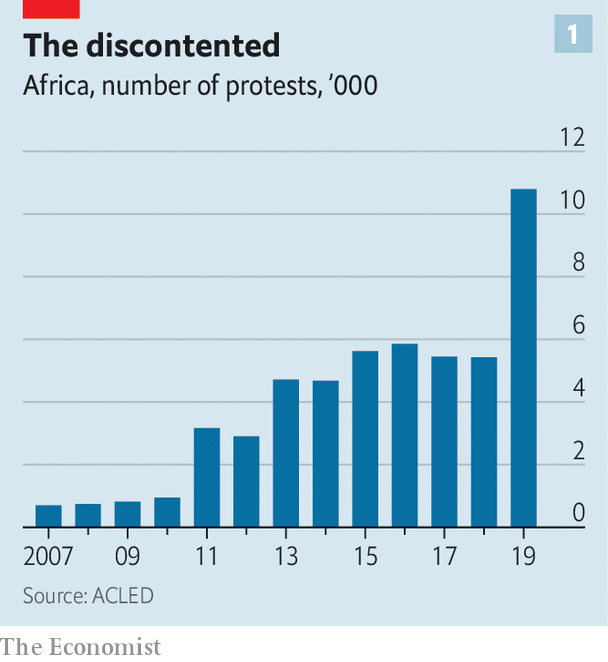 The discontented
1
Africa, number of protests, ’000
12
10
8
6
4
2
0
2007 09 11 13 15 17 19
Source: ACLED
The Economist